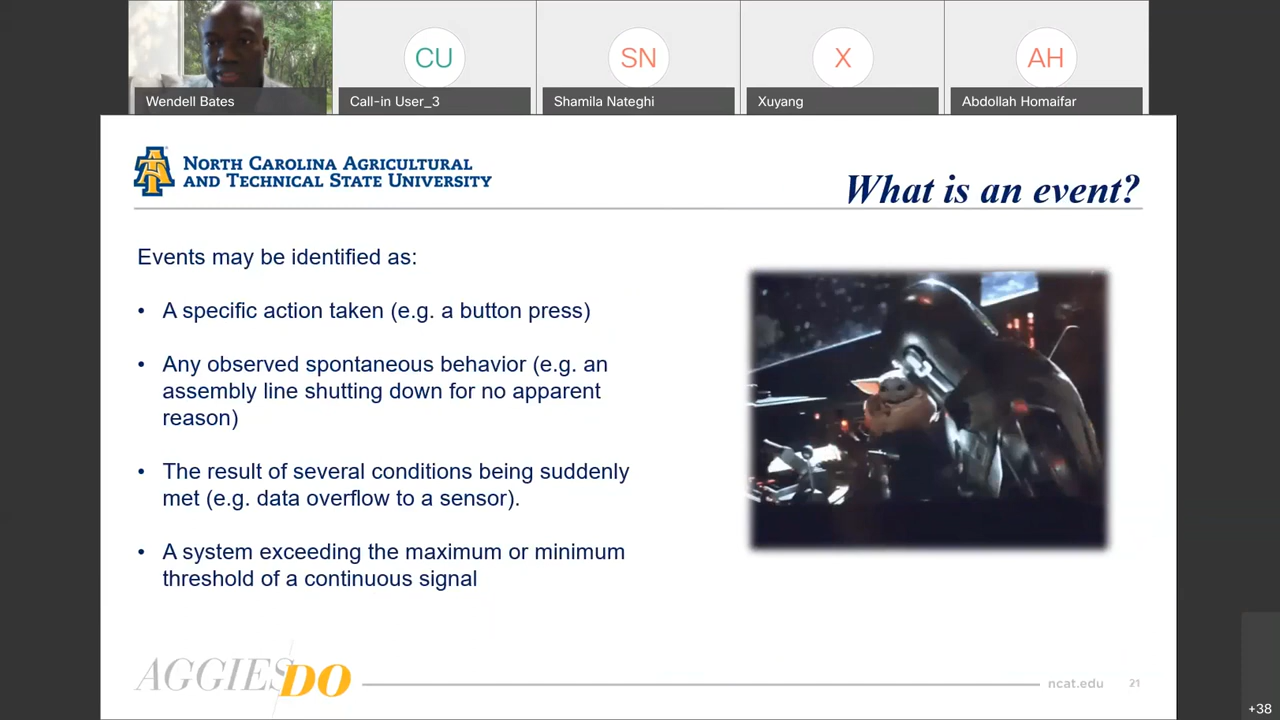 CU
SN
X
AH
Wendell Bates
Call-in User_3
Shamila Nateghi
Xuyang
Abdollah Homaifar
NORTH CAROLINA AGRICULTURAL
AND TECHNICAL STATE UNIVERSITY
What is an event?
Events may be identified as:
• A specific action taken (e.g. a button press)
• Any observed spontaneous behavior (e.g. an
assembly line shutting down for no apparent
reason)
• The result of several conditions being suddenly
met (e.g. data overflow to a sensor).
• A system exceeding the maximum or minimum
threshold of a continuous signal
AGGIES DO
ncat.edu
21
+38